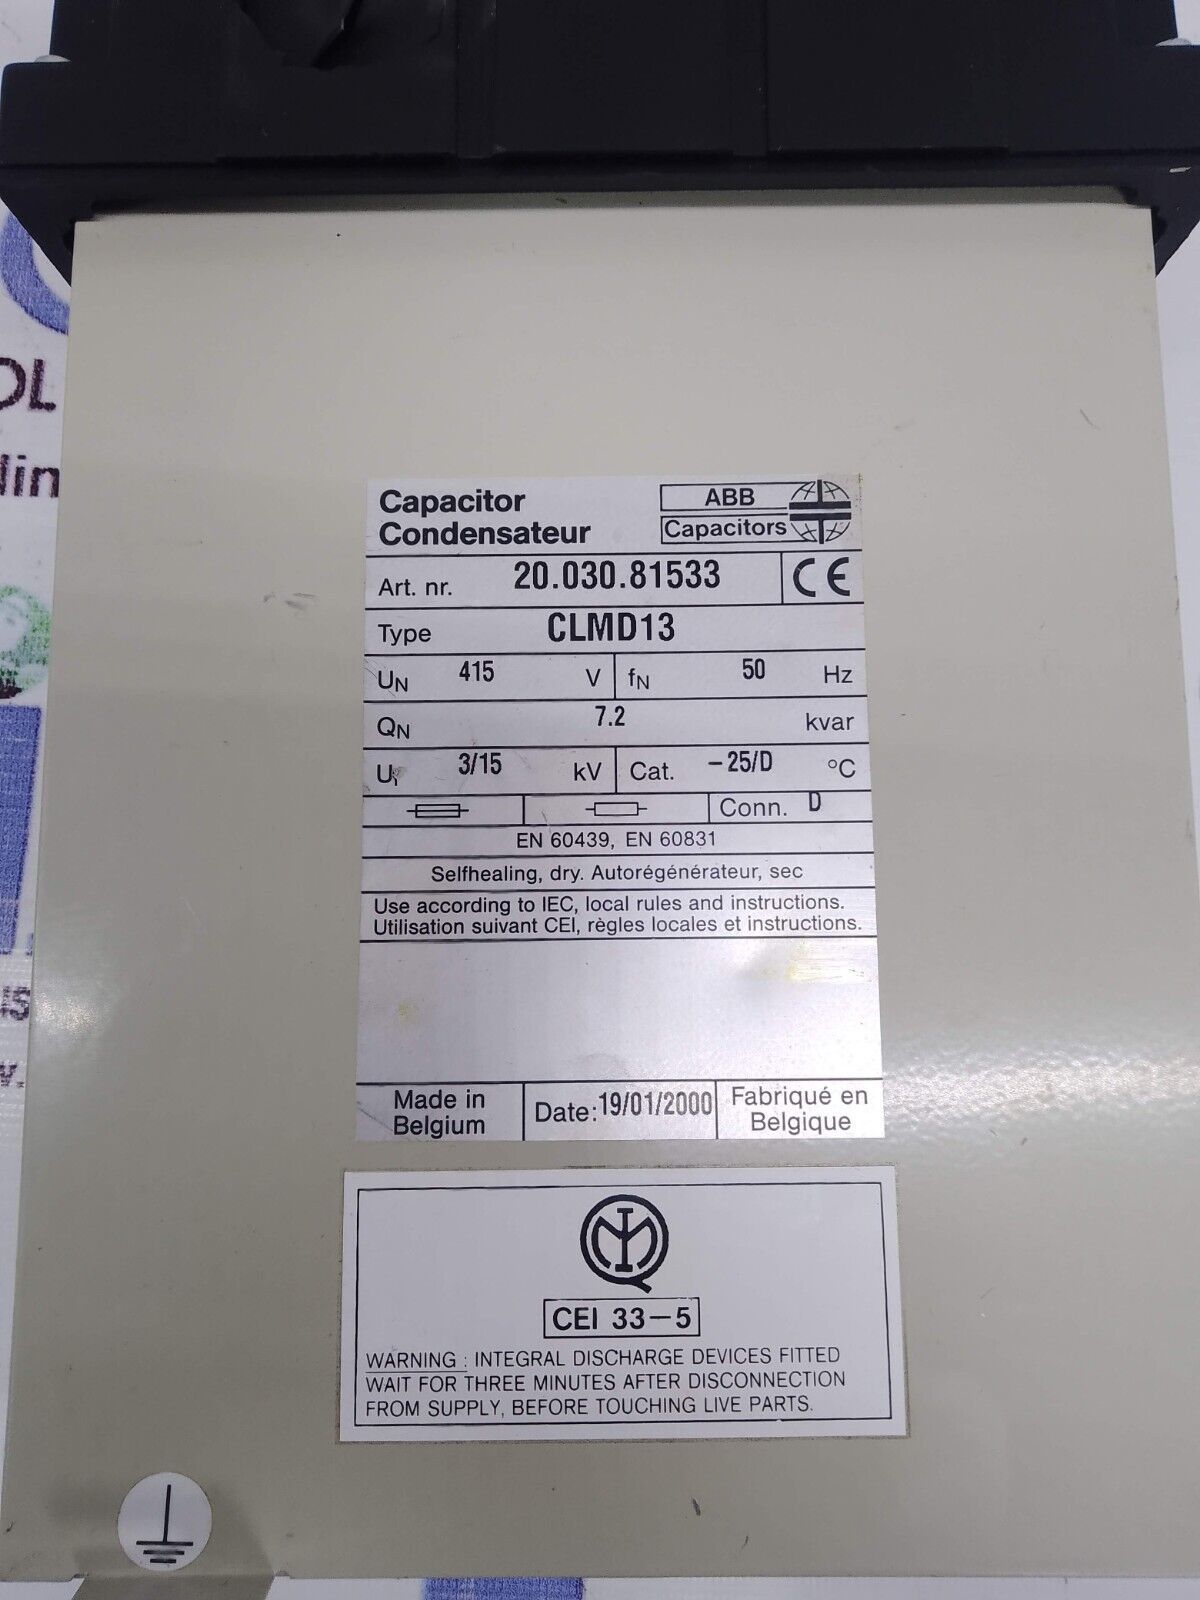 OL
lin
IS
Capacitor
Condensateur
ABB
Capacitors
Art. nr. 20.030.81533 CE
Type CLMD13
UN 415 V fN 50 Hz
QN 7.2 kvar
Ui 3/15 kV Cat. -25/D °C
Conn. D
EN 60439, EN 60831
Selfhealing, dry. Autorégénérateur, sec
Use according to IEC, local rules and instructions.
Utilisation suivant CEI, règles locales et instructions.
Made in
Belgium
Date: 19/01/2000
Fabriqué en
Belgique
CEI 33-5
WARNING : INTEGRAL DISCHARGE DEVICES FITTED
WAIT FOR THREE MINUTES AFTER DISCONNECTION
FROM SUPPLY, BEFORE TOUCHING LIVE PARTS.